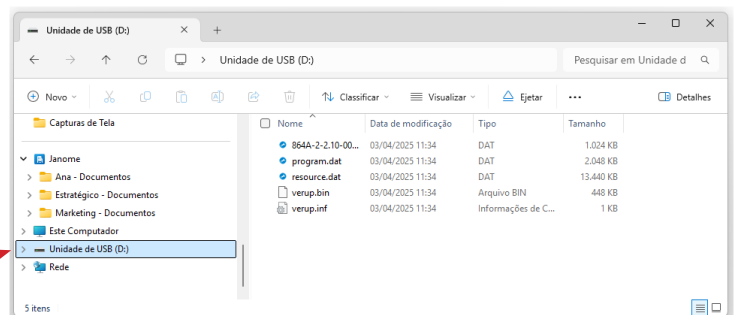 Unidade de USB (D:)
Unidade de USB (D:) Pesquisar em Unidade d
Novo Classificar Visualizar Ejetar ... Detalhes
Capturas de Tela
Janome
Ana - Documentos
Estratégico - Documentos
Marketing - Documentos
Este Computador
Unidade de USB (D:)
Rede
Nome Data de modificação Tipo Tamanho
864A-2-2.10-00... 03/04/2025 11:34 DAT 1.024 KB
program.dat 03/04/2025 11:34 DAT 2.048 KB
resource.dat 03/04/2025 11:34 DAT 13.440 KB
verup.bin 03/04/2025 11:34 Arquivo BIN 448 KB
verup.inf 03/04/2025 11:34 Informações de C... 1 KB
5 itens